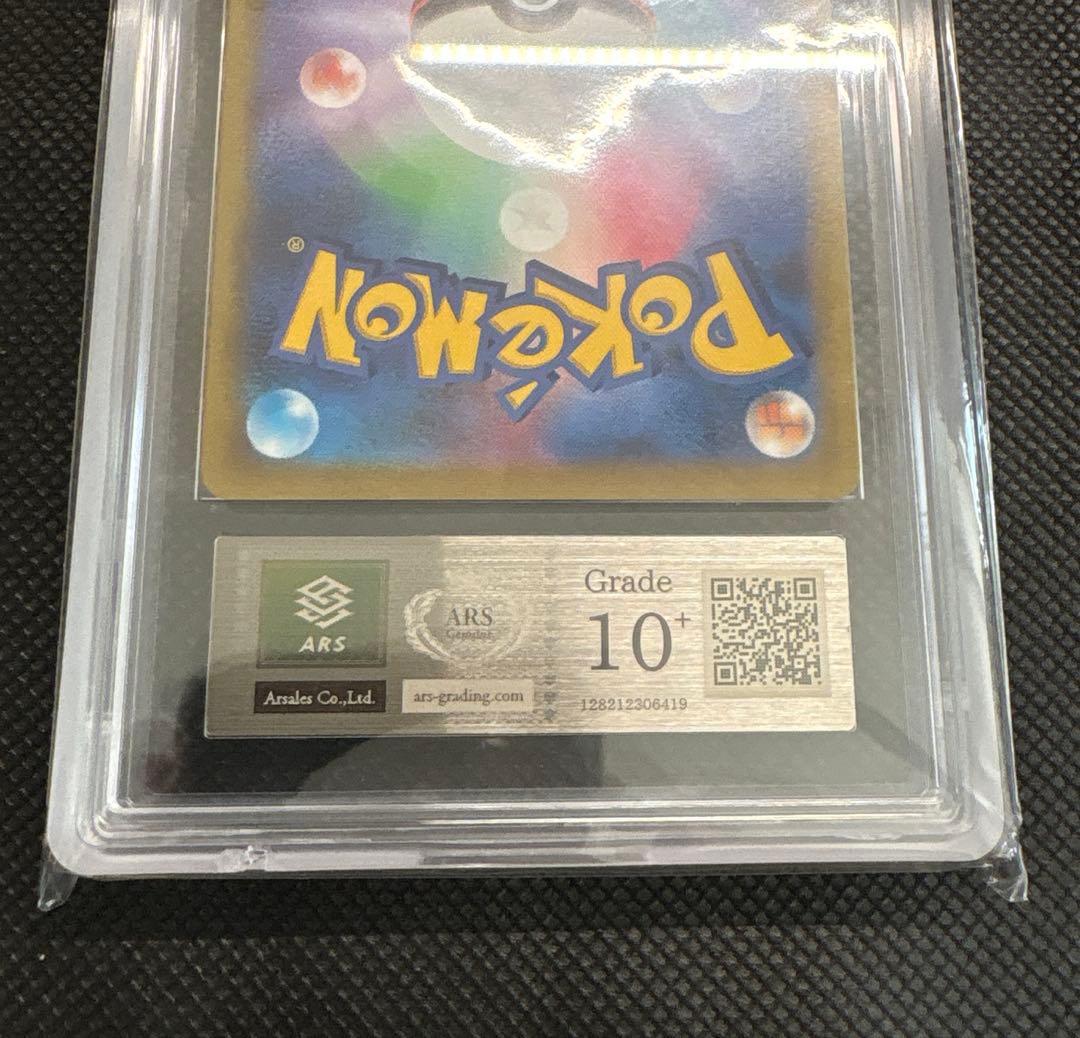 ®
POKéMON
ARS
Arsales Co.,Ltd.
ARS
Genuine
ars-grading.com
Grade
10+
128212306419